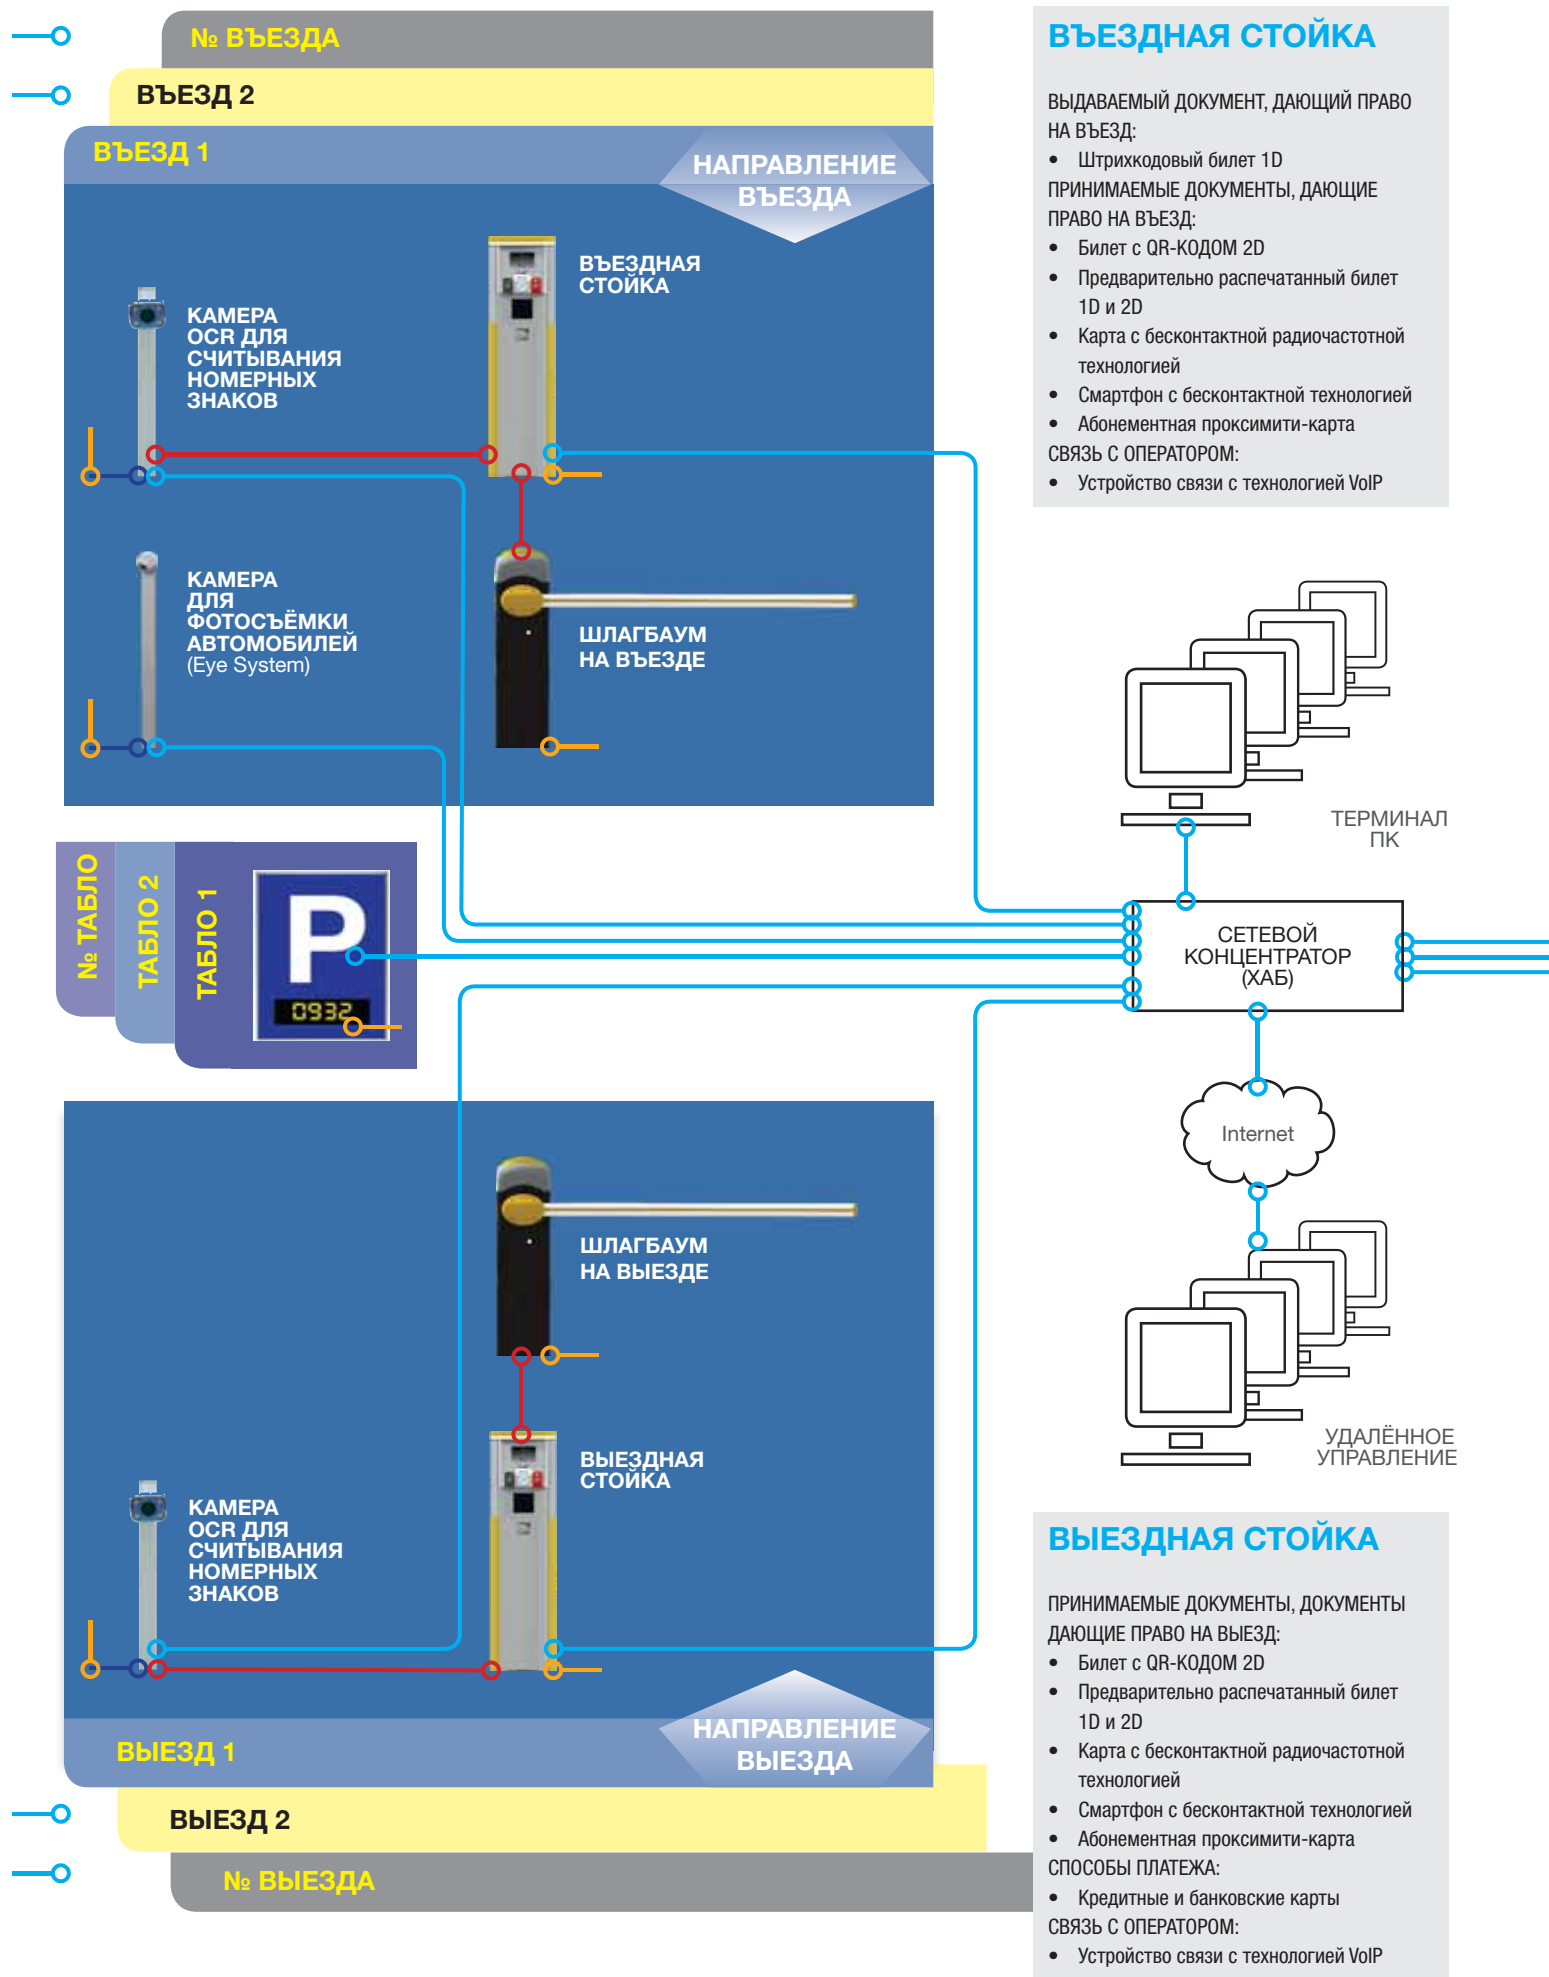 № ВЪЕЗДА
ВЪЕЗД 2
ВЪЕЗД 1
НАПРАВЛЕНИЕ
ВЪЕЗДА
ВЪЕЗДНАЯ
СТОЙКА
КАМЕРА
OCR ДЛЯ
СЧИТЫВАНИЯ
НОМЕРНЫХ
ЗНАКОВ
КАМЕРА
ДЛЯ
ФОТОСЪЁМКИ
АВТОМОБИЛЕЙ
(Eye System)
ШЛАГБАУМ
НА ВЪЕЗДЕ
ВЪЕЗДНАЯ СТОЙКА
ВЫДАВАЕМЫЙ ДОКУМЕНТ, ДАЮЩИЙ ПРАВО
НА ВЪЕЗД:
• Штрихкодовый билет 1D
ПРИНИМАЕМЫЕ ДОКУМЕНТЫ, ДАЮЩИЕ
ПРАВО НА ВЪЕЗД:
• Билет с QR-КОДОМ 2D
• Предварительно распечатанный билет
1D и 2D
• Карта с бесконтактной радиочастотной
технологией
• Смартфон с бесконтактной технологией
• Абонементная проксимити-карта
СВЯЗЬ С ОПЕРАТОРОМ:
• Устройство связи с технологией VoIP
ТЕРМИНАЛ
ПК
№ ТАБЛО
ТАБЛО 2
ТАБЛО 1
P
0932
СЕТЕВОЙ
КОНЦЕНТРАТОР
(ХАБ)
Internet
УДАЛЁННОЕ
УПРАВЛЕНИЕ
ШЛАГБАУМ
НА ВЫЕЗДЕ
ВЫЕЗДНАЯ
СТОЙКА
КАМЕРА
OCR ДЛЯ
СЧИТЫВАНИЯ
НОМЕРНЫХ
ЗНАКОВ
НАПРАВЛЕНИЕ
ВЫЕЗДА
ВЫЕЗД 1
ВЫЕЗД 2
№ ВЫЕЗДА
ВЫЕЗДНАЯ СТОЙКА
ПРИНИМАЕМЫЕ ДОКУМЕНТЫ, ДОКУМЕНТЫ
ДАЮЩИЕ ПРАВО НА ВЫЕЗД:
• Билет с QR-КОДОМ 2D
• Предварительно распечатанный билет
1D и 2D
• Карта с бесконтактной радиочастотной
технологией
• Смартфон с бесконтактной технологией
• Абонементная проксимити-карта
СПОСОБЫ ПЛАТЕЖА:
• Кредитные и банковские карты
СВЯЗЬ С ОПЕРАТОРОМ:
• Устройство связи с технологией VoIP